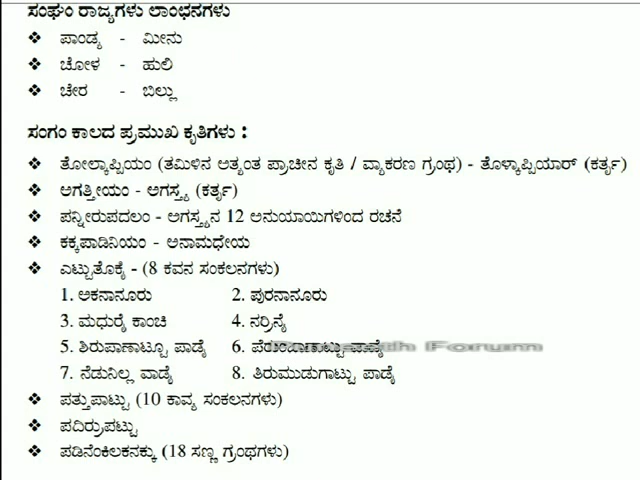 ಸಂಘಂ ರಾಜ್ಯಗಳು ಲಾಂಛನಗಳು
❖ ಪಾಂಡ್ಯ - ಮೀನು
❖ ಚೋಳ - ಹುಲಿ
❖ ಚೇರ - ಬಿಲ್ಲು
ಸಂಗಂ ಕಾಲದ ಪ್ರಮುಖ ಕೃತಿಗಳು :
❖ ತೋಲ್ಕಾಪ್ಪಿಯಂ (ತಮಿಳಿನ ಅತ್ಯಂತ ಪ್ರಾಚೀನ ಕೃತಿ / ವ್ಯಾಕರಣ ಗ್ರಂಥ) - ತೊಳ್ಕಾಪ್ಪಿಯಾರ್ (ಕರ್ತೃ)
❖ ಅಗತ್ತೀಯಂ - ಅಗಸ್ತ್ಯ (ಕರ್ತೃ)
❖ ಪನ್ನೀರುಪದಲಂ - ಅಗಸ್ತ್ಯನ 12 ಅನುಯಾಯಿಗಳಿಂದ ರಚನೆ
❖ ಕಕ್ಕಪಾಡಿನಿಯಂ - ಅನಾಮಧೇಯ
❖ ಎಟ್ಟುತೊಕೈ - (8 ಕವನ ಸಂಕಲನಗಳು)
1. ಅಕನಾನೂರು 2. ಪುರನಾನೂರು
3. ಮಧುರೈ ಕಾಂಚಿ 4. ನರ್ರಿನೈ
5. ಶಿರುಪಾಣಾಟ್ಟೂ ಪಾಡೈ 6.
7. ನೆಡುನಿಲ್ಲ ವಾಡೈ 8. ತಿರುಮುಡುಗಾಟ್ಟು ಪಾಡೈ
❖ ಪತ್ತುಪಾಟ್ಟು (10 ಕಾವ್ಯ ಸಂಕಲನಗಳು)
❖ ಪದಿರ್ರುಪಟ್ಟು
❖ ಪಡಿನೆಂಕಿಲಕನಕ್ಕು (18 ಸಣ್ಣ ಗ್ರಂಥಗಳು)